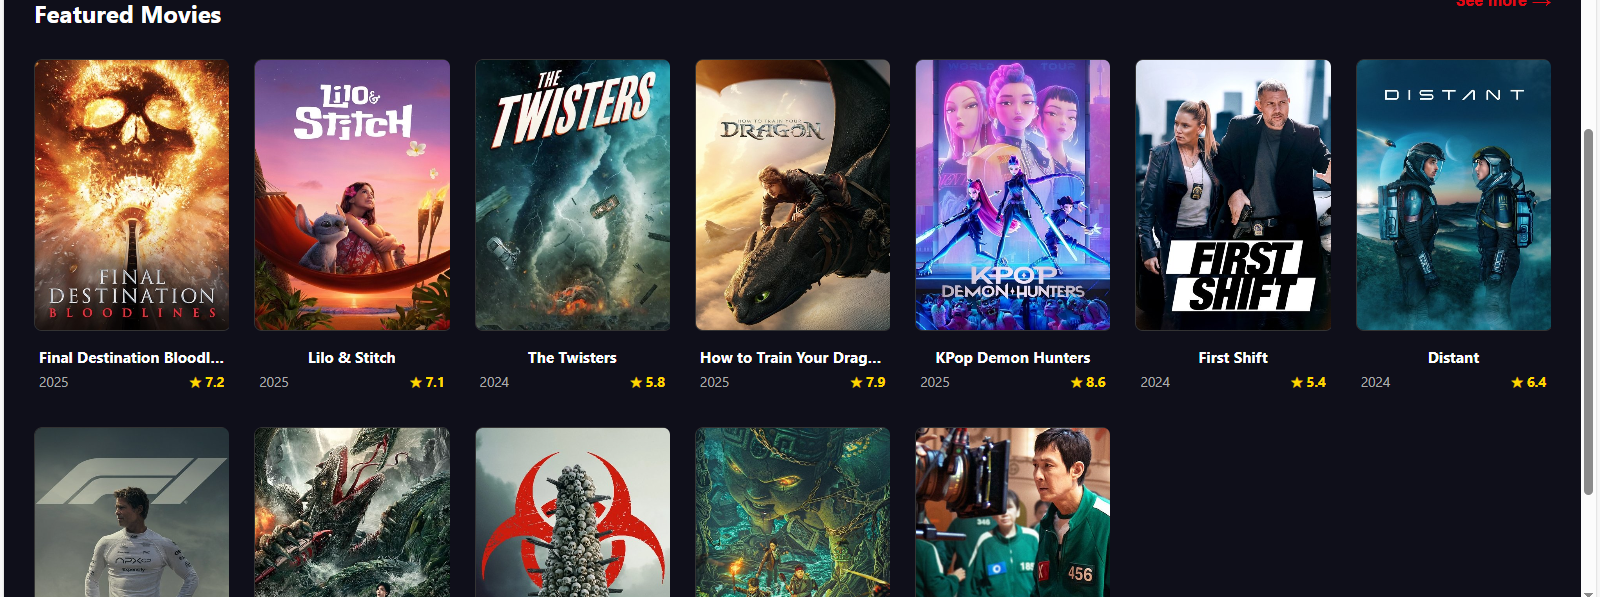 Featured Movies
See more →
FINAL
DESTINATION
BLOODLINES
Lilo &
Stitch
THE
TWISTERS
HOW TO TRAIN YOUR
DRAGON
WORLD TOUR
KPOP
DEMON HUNTERS
FIRST
SHIFT
DISTANT
Final Destination Bloodl...
Lilo & Stitch
The Twisters
How to Train Your Drag...
KPop Demon Hunters
First Shift
Distant
2025 ★ 7.2
2025 ★ 7.1
2024 ★ 5.8
2025 ★ 7.9
2025 ★ 8.6
2024 ★ 5.4
2024 ★ 6.4
F1
456